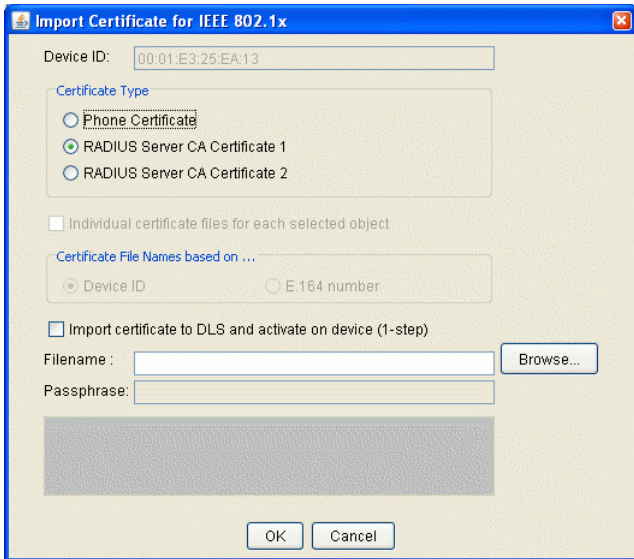 Import Certificate for IEEE 802.1x
Device ID: 00:01:E3:25:EA:13
Certificate Type
Phone Certificate
RADIUS Server CA Certificate 1
RADIUS Server CA Certificate 2
Individual certificate files for each selected object
Certificate File Names based on ...
Device ID E.164 number
Import certificate to DLS and activate on device (1-step)
Filename : Browse...
Passphrase:
OK Cancel